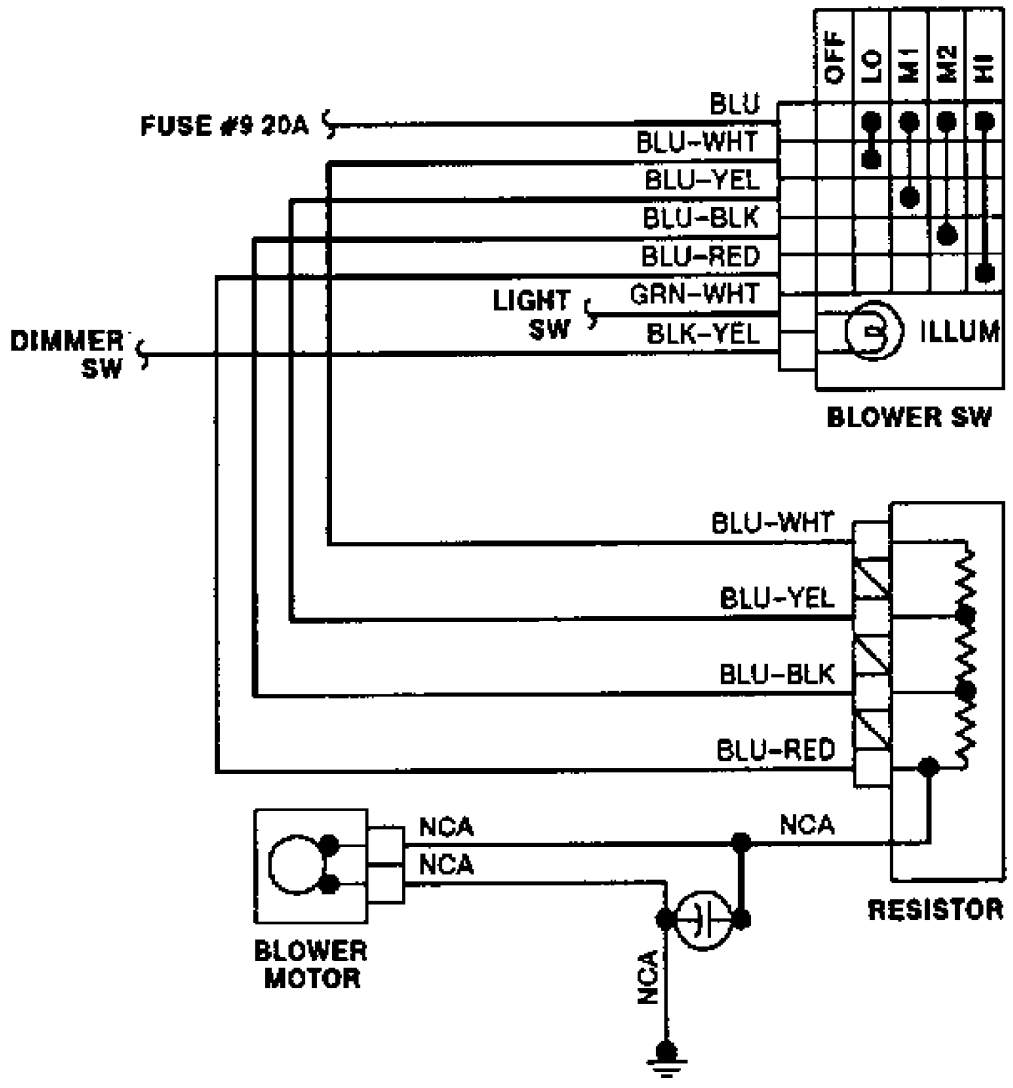 OFF
LO
M1
M2
HI
BLU
FUSE #9 20A
BLU-WHT
BLU-YEL
BLU-BLK
BLU-RED
LIGHT
SW
GRN-WHT
DIMMER
SW
BLK-YEL
ILLUM
BLOWER SW
BLU-WHT
BLU-YEL
BLU-BLK
BLU-RED
NCA
NCA
NCA
RESISTOR
BLOWER
MOTOR
NCA